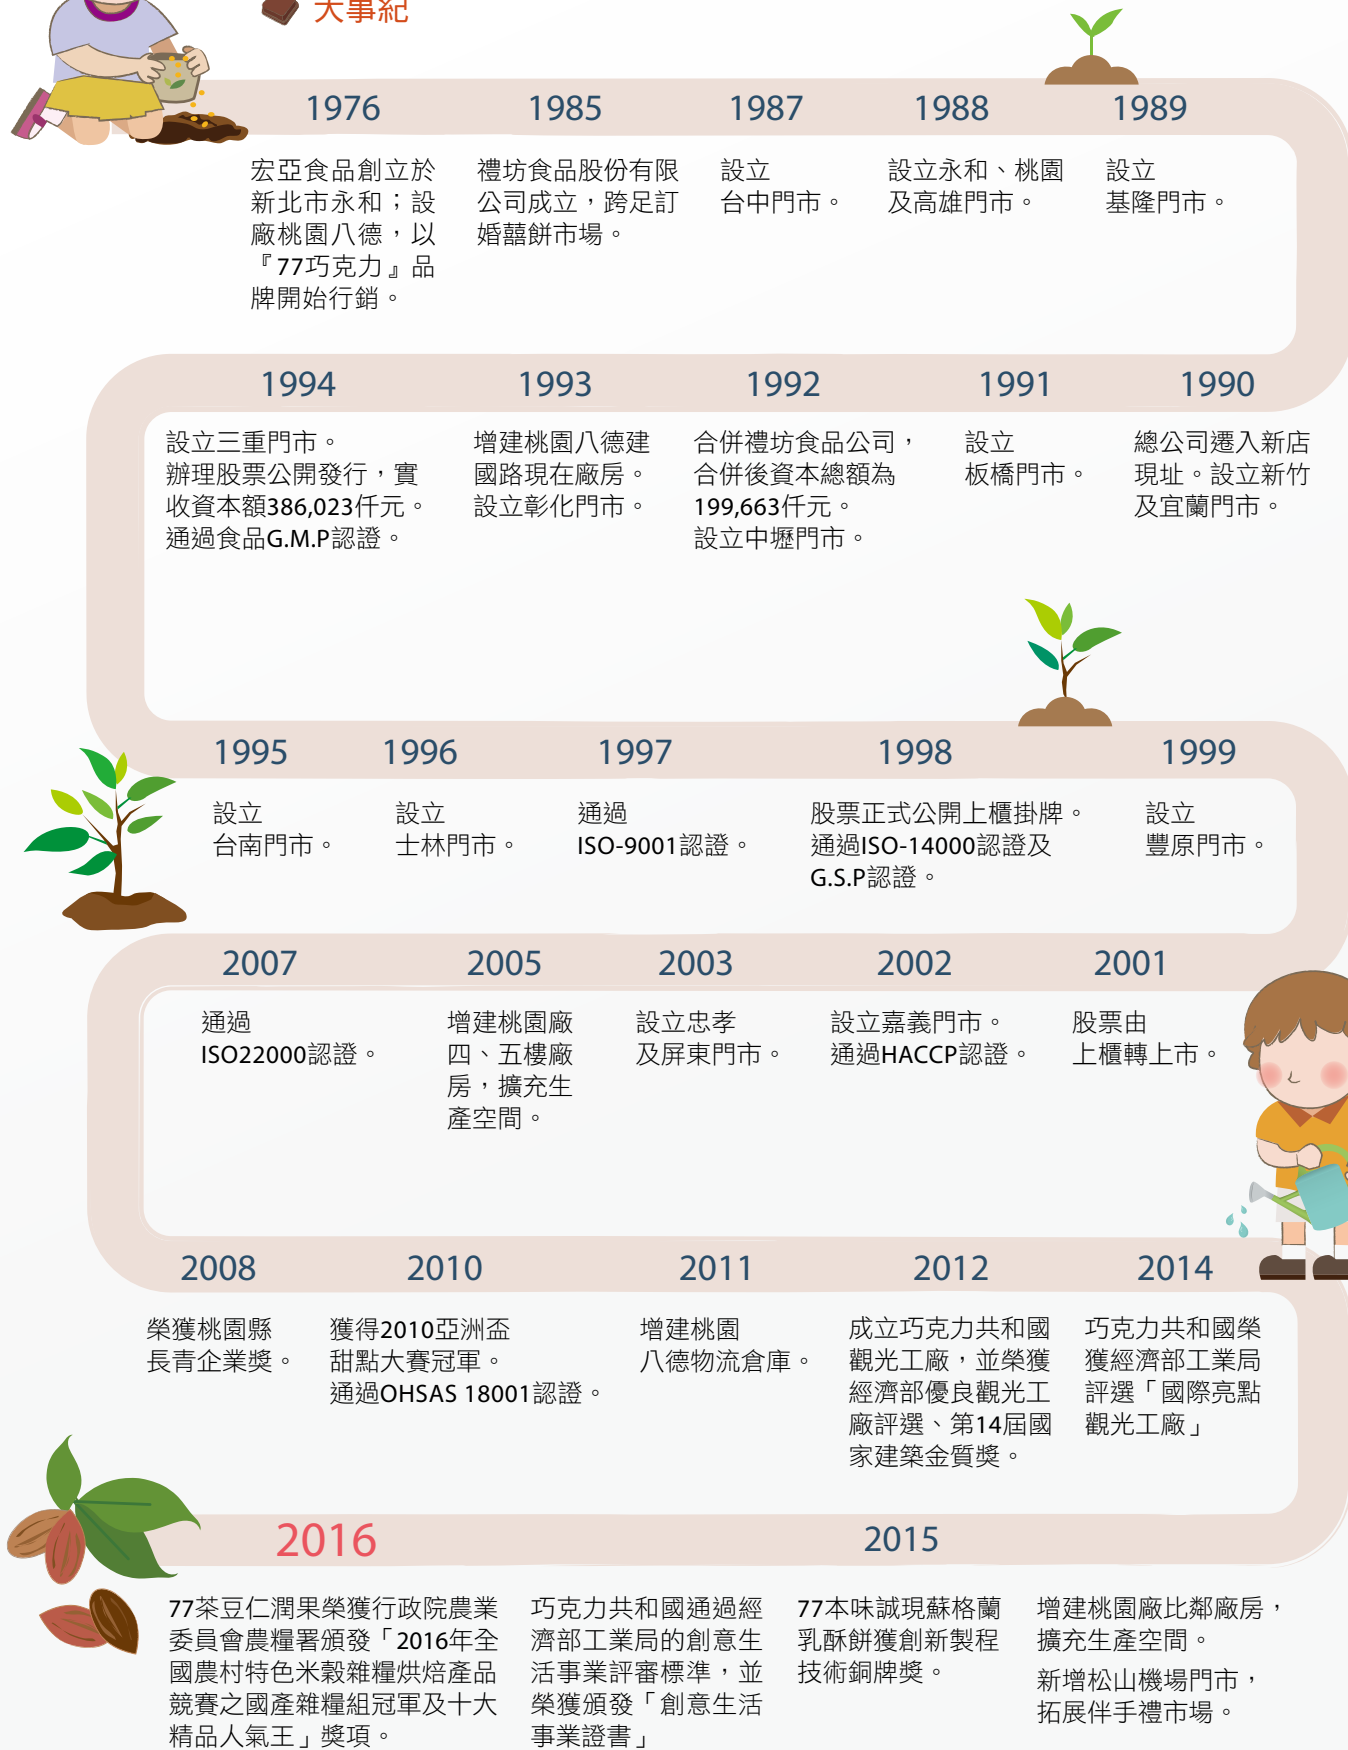 大事紀
1976
宏亞食品創立於
新北市永和；設
廠桃園八德，以
『77巧克力』品
牌開始行銷。
1985
禮坊食品股份有限
公司成立，跨足訂
婚囍餅市場。
1987
設立
台中門市。
1988
設立永和、桃園
及高雄門市。
1989
設立
基隆門市。
1994
設立三重門市。
辦理股票公開發行，實
收資本額386,023仟元。
通過食品G.M.P認證。
1993
增建桃園八德建
國路現在廠房。
設立彰化門市。
1992
合併禮坊食品公司，
合併後資本總額為
199,663仟元。
設立中壢門市。
1991
設立
板橋門市。
1990
總公司遷入新店
現址。設立新竹
及宜蘭門市。
1995
設立
台南門市。
1996
設立
士林門市。
1997
通過
ISO-9001認證。
1998
股票正式公開上櫃掛牌。
通過ISO-14000認證及
G.S.P認證。
1999
設立
豐原門市。
2007
通過
ISO22000認證。
2005
增建桃園廠
四、五樓廠
房，擴充生
產空間。
2003
設立忠孝
及屏東門市。
2002
設立嘉義門市。
通過HACCP認證。
2001
股票由
上櫃轉上市。
2008
榮獲桃園縣
長青企業獎。
2010
獲得2010亞洲盃
甜點大賽冠軍。
通過OHSAS 18001認證。
2011
增建桃園
八德物流倉庫。
2012
成立巧克力共和國
觀光工廠，並榮獲
經濟部優良觀光工
廠評選、第14屆國
家建築金質獎。
2014
巧克力共和國榮
獲經濟部工業局
評選「國際亮點
觀光工廠」
2016
77茶豆仁潤果榮獲行政院農業
委員會農糧署頒發「2016年全
國農村特色米穀雜糧烘焙產品
競賽之國產雜糧組冠軍及十大
精品人氣王」獎項。
巧克力共和國通過經
濟部工業局的創意生
活事業評審標準，並
榮獲頒發「創意生活
事業證書」
2015
77本味誠現蘇格蘭
乳酥餅獲創新製程
技術銅牌獎。
增建桃園廠比鄰廠房，
擴充生產空間。
新增松山機場門市，
拓展伴手禮市場。